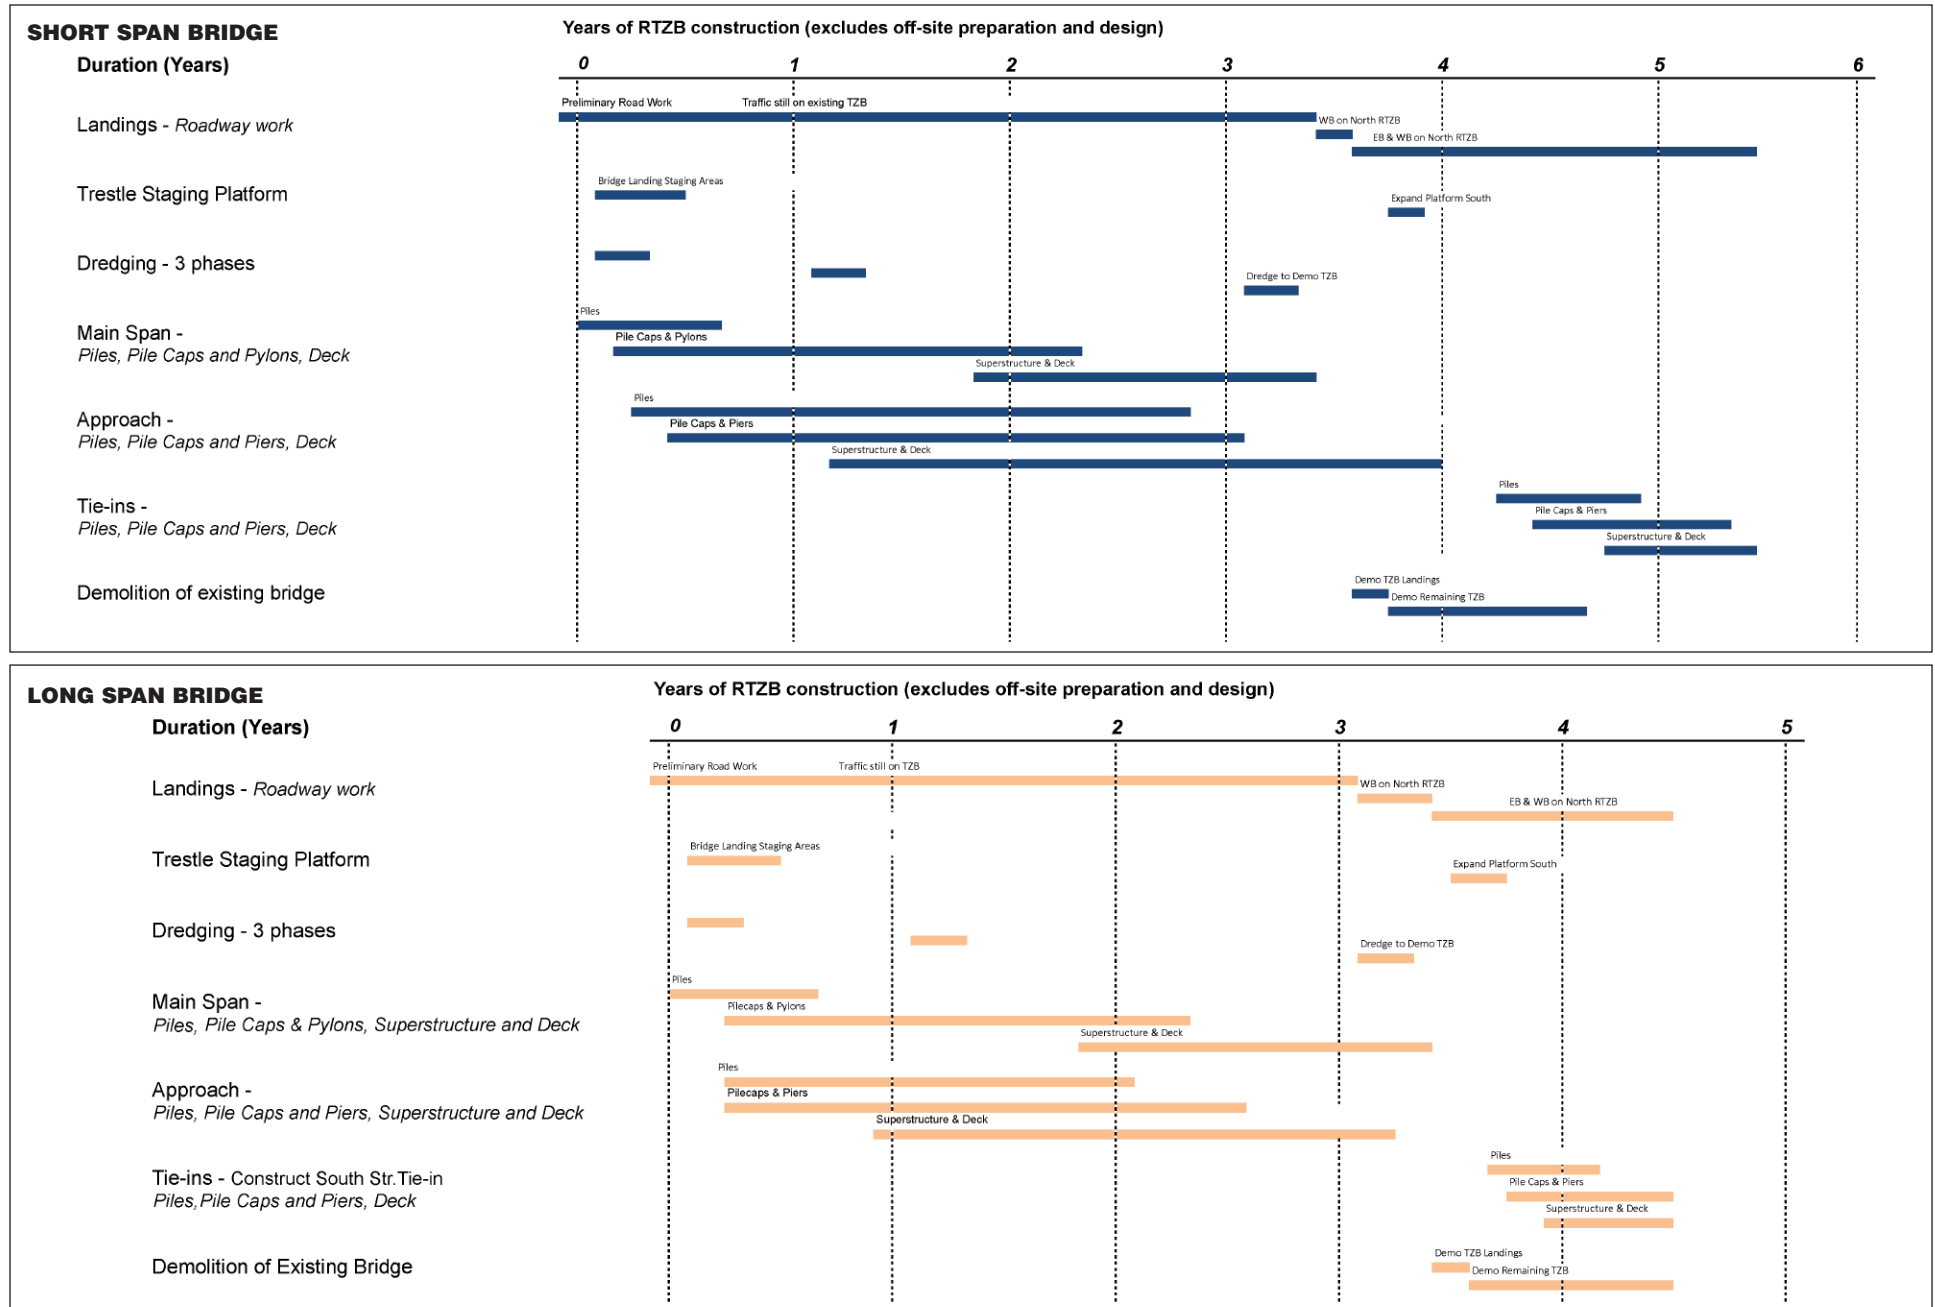 SHORT SPAN BRIDGE
Years of RTZB construction (excludes off-site preparation and design)
Duration (Years)
0 1 2 3 4 5 6
Preliminary Road Work Traffic still on existing TZB
Landings - Roadway work
WB on North RTZB
EB & WB on North RTZB
Bridge Landing Staging Areas
Trestle Staging Platform
Expand Platform South
Dredging - 3 phases
Dredge to Demo TZB
Piles
Main Span -
Pile Caps & Pylons
Piles, Pile Caps and Pylons, Deck
Superstructure & Deck
Piles
Approach -
Pile Caps & Piers
Piles, Pile Caps and Piers, Deck
Superstructure & Deck
Piles
Tie-ins -
Pile Caps & Piers
Piles, Pile Caps and Piers, Deck
Superstructure & Deck
Demo TZB Landings
Demolition of existing bridge
Demo Remaining TZB
LONG SPAN BRIDGE
Years of RTZB construction (excludes off-site preparation and design)
Duration (Years)
0 1 2 3 4 5
Preliminary Road Work Traffic still on TZB
Landings - Roadway work
WB on North RTZB
EB & WB on North RTZB
Bridge Landing Staging Areas
Trestle Staging Platform
Expand Platform South
Dredging - 3 phases
Dredge to Demo TZB
Piles
Main Span -
Pilecaps & Pylons
Piles, Pile Caps & Pylons, Superstructure and Deck
Superstructure & Deck
Piles
Approach -
Pilecaps & Piers
Piles, Pile Caps and Piers, Superstructure and Deck
Superstructure & Deck
Piles
Tie-ins - Construct South Str.Tie-in
Pile Caps & Piers
Piles,Pile Caps and Piers, Deck
Superstructure & Deck
Demo TZB Landings
Demolition of Existing Bridge
Demo Remaining TZB